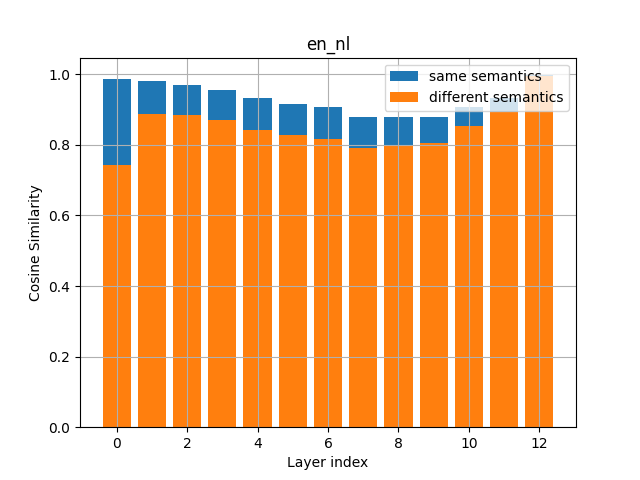 en_nl
same semantics
different semantics
Cosine Similarity
1.0
0.8
0.6
0.4
0.2
0.0
0 2 4 6 8 10 12
Layer index